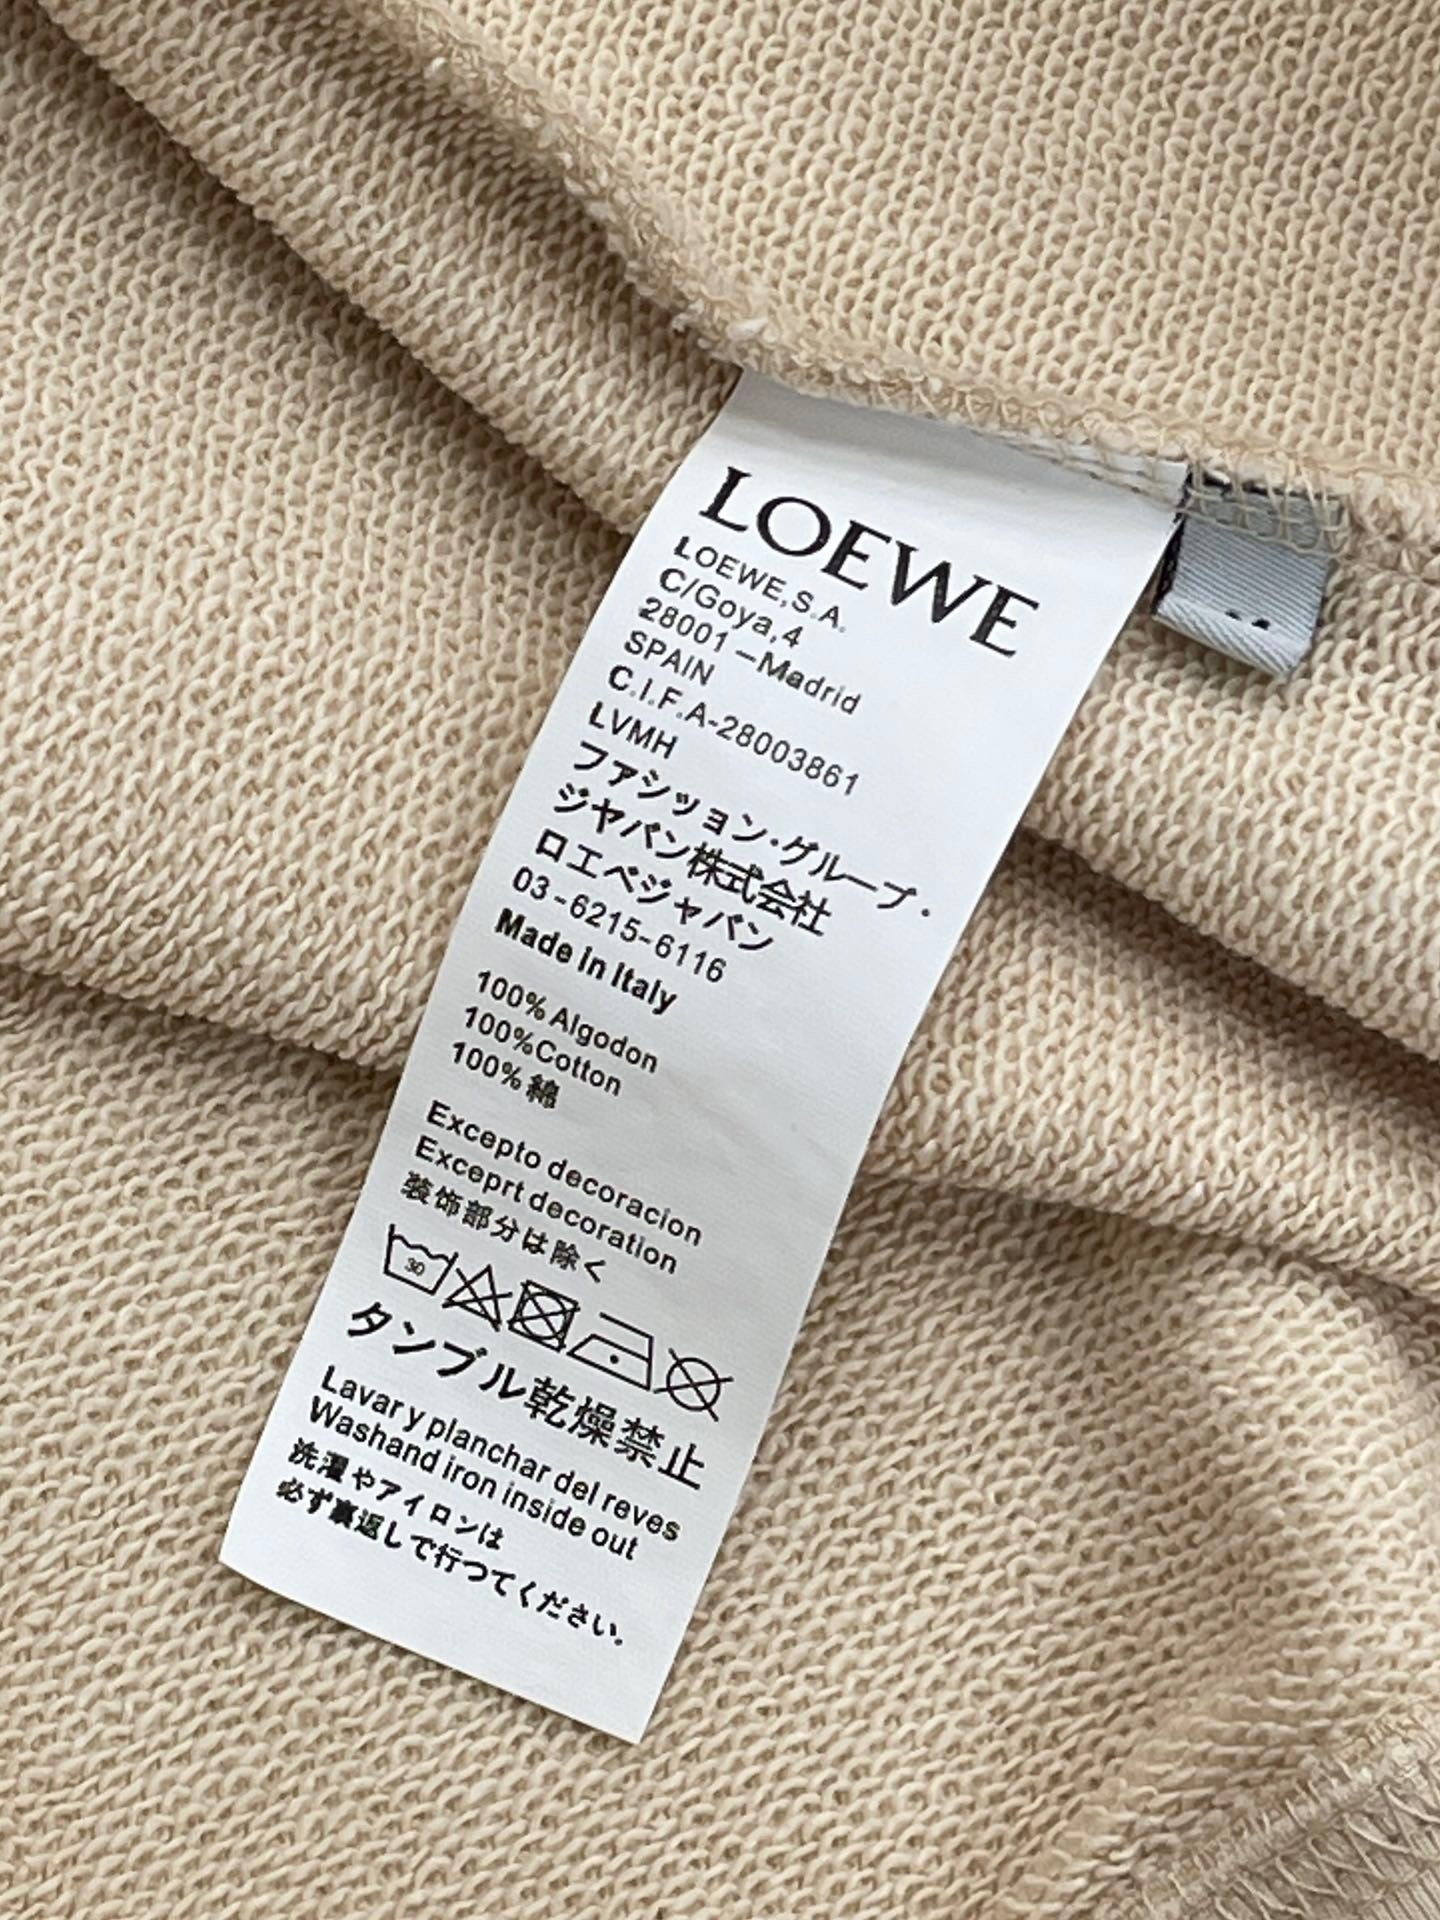 LOEWE
LOEWE,S.A.
C/Goya,4
28001 –Madrid
SPAIN
C.I.F.A-28003861
LVMH
ファション・グループ・
ジヤパン株式会社
ロエベジャパン
03-6215-6116
Made in Italy
100% Algodon
100%Cotton
100% 綿
Excepto decoracion
Exceprt decoration
装飾部分は除く
30
タンブル乾燥禁止
Lavar y planchar del reves
Washand iron inside out
洗濯やアイロンは
必ず裏返しで行つてください.